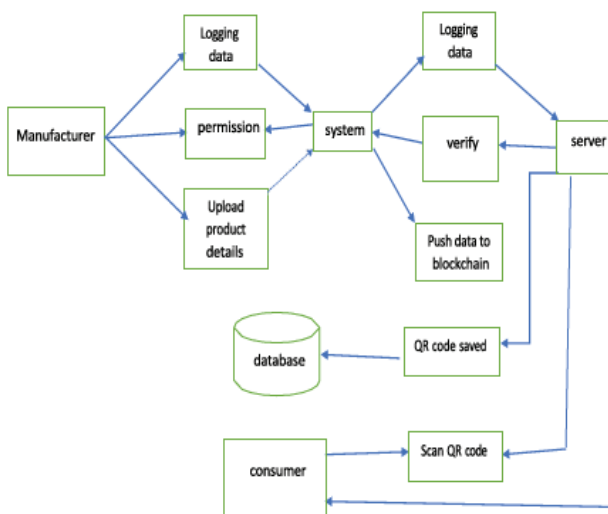 Logging
data
Logging
data
Manufacturer
permission
system
verify
server
Upload
product
details
Push data to
blockchain
database
QR code saved
consumer
Scan QR code